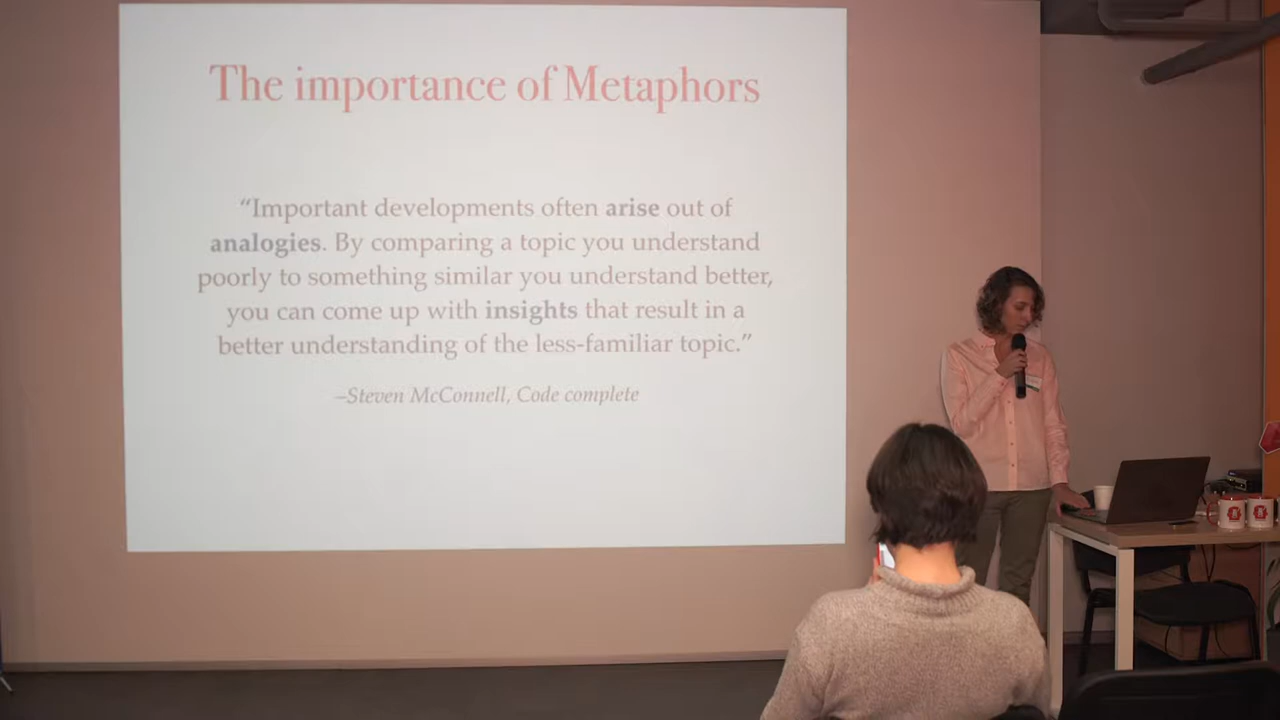 The importance of Metaphors
“Important developments often arise out of
analogies. By comparing a topic you understand
poorly to something similar you understand better,
you can come up with insights that result in a
better understanding of the less-familiar topic.”
–Steven McConnell, Code complete